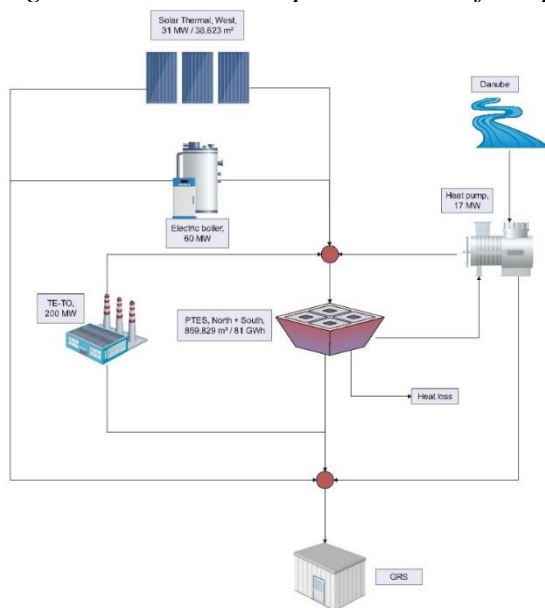 Solar Thermal, West,
31 MW / 38,623 m²
Danube
Heat pump,
17 MW
Electric boiler,
60 MW
TE-TO,
200 MW
PTES, North + South,
869,829 m³ / 81 GWh
Heat loss
GRS